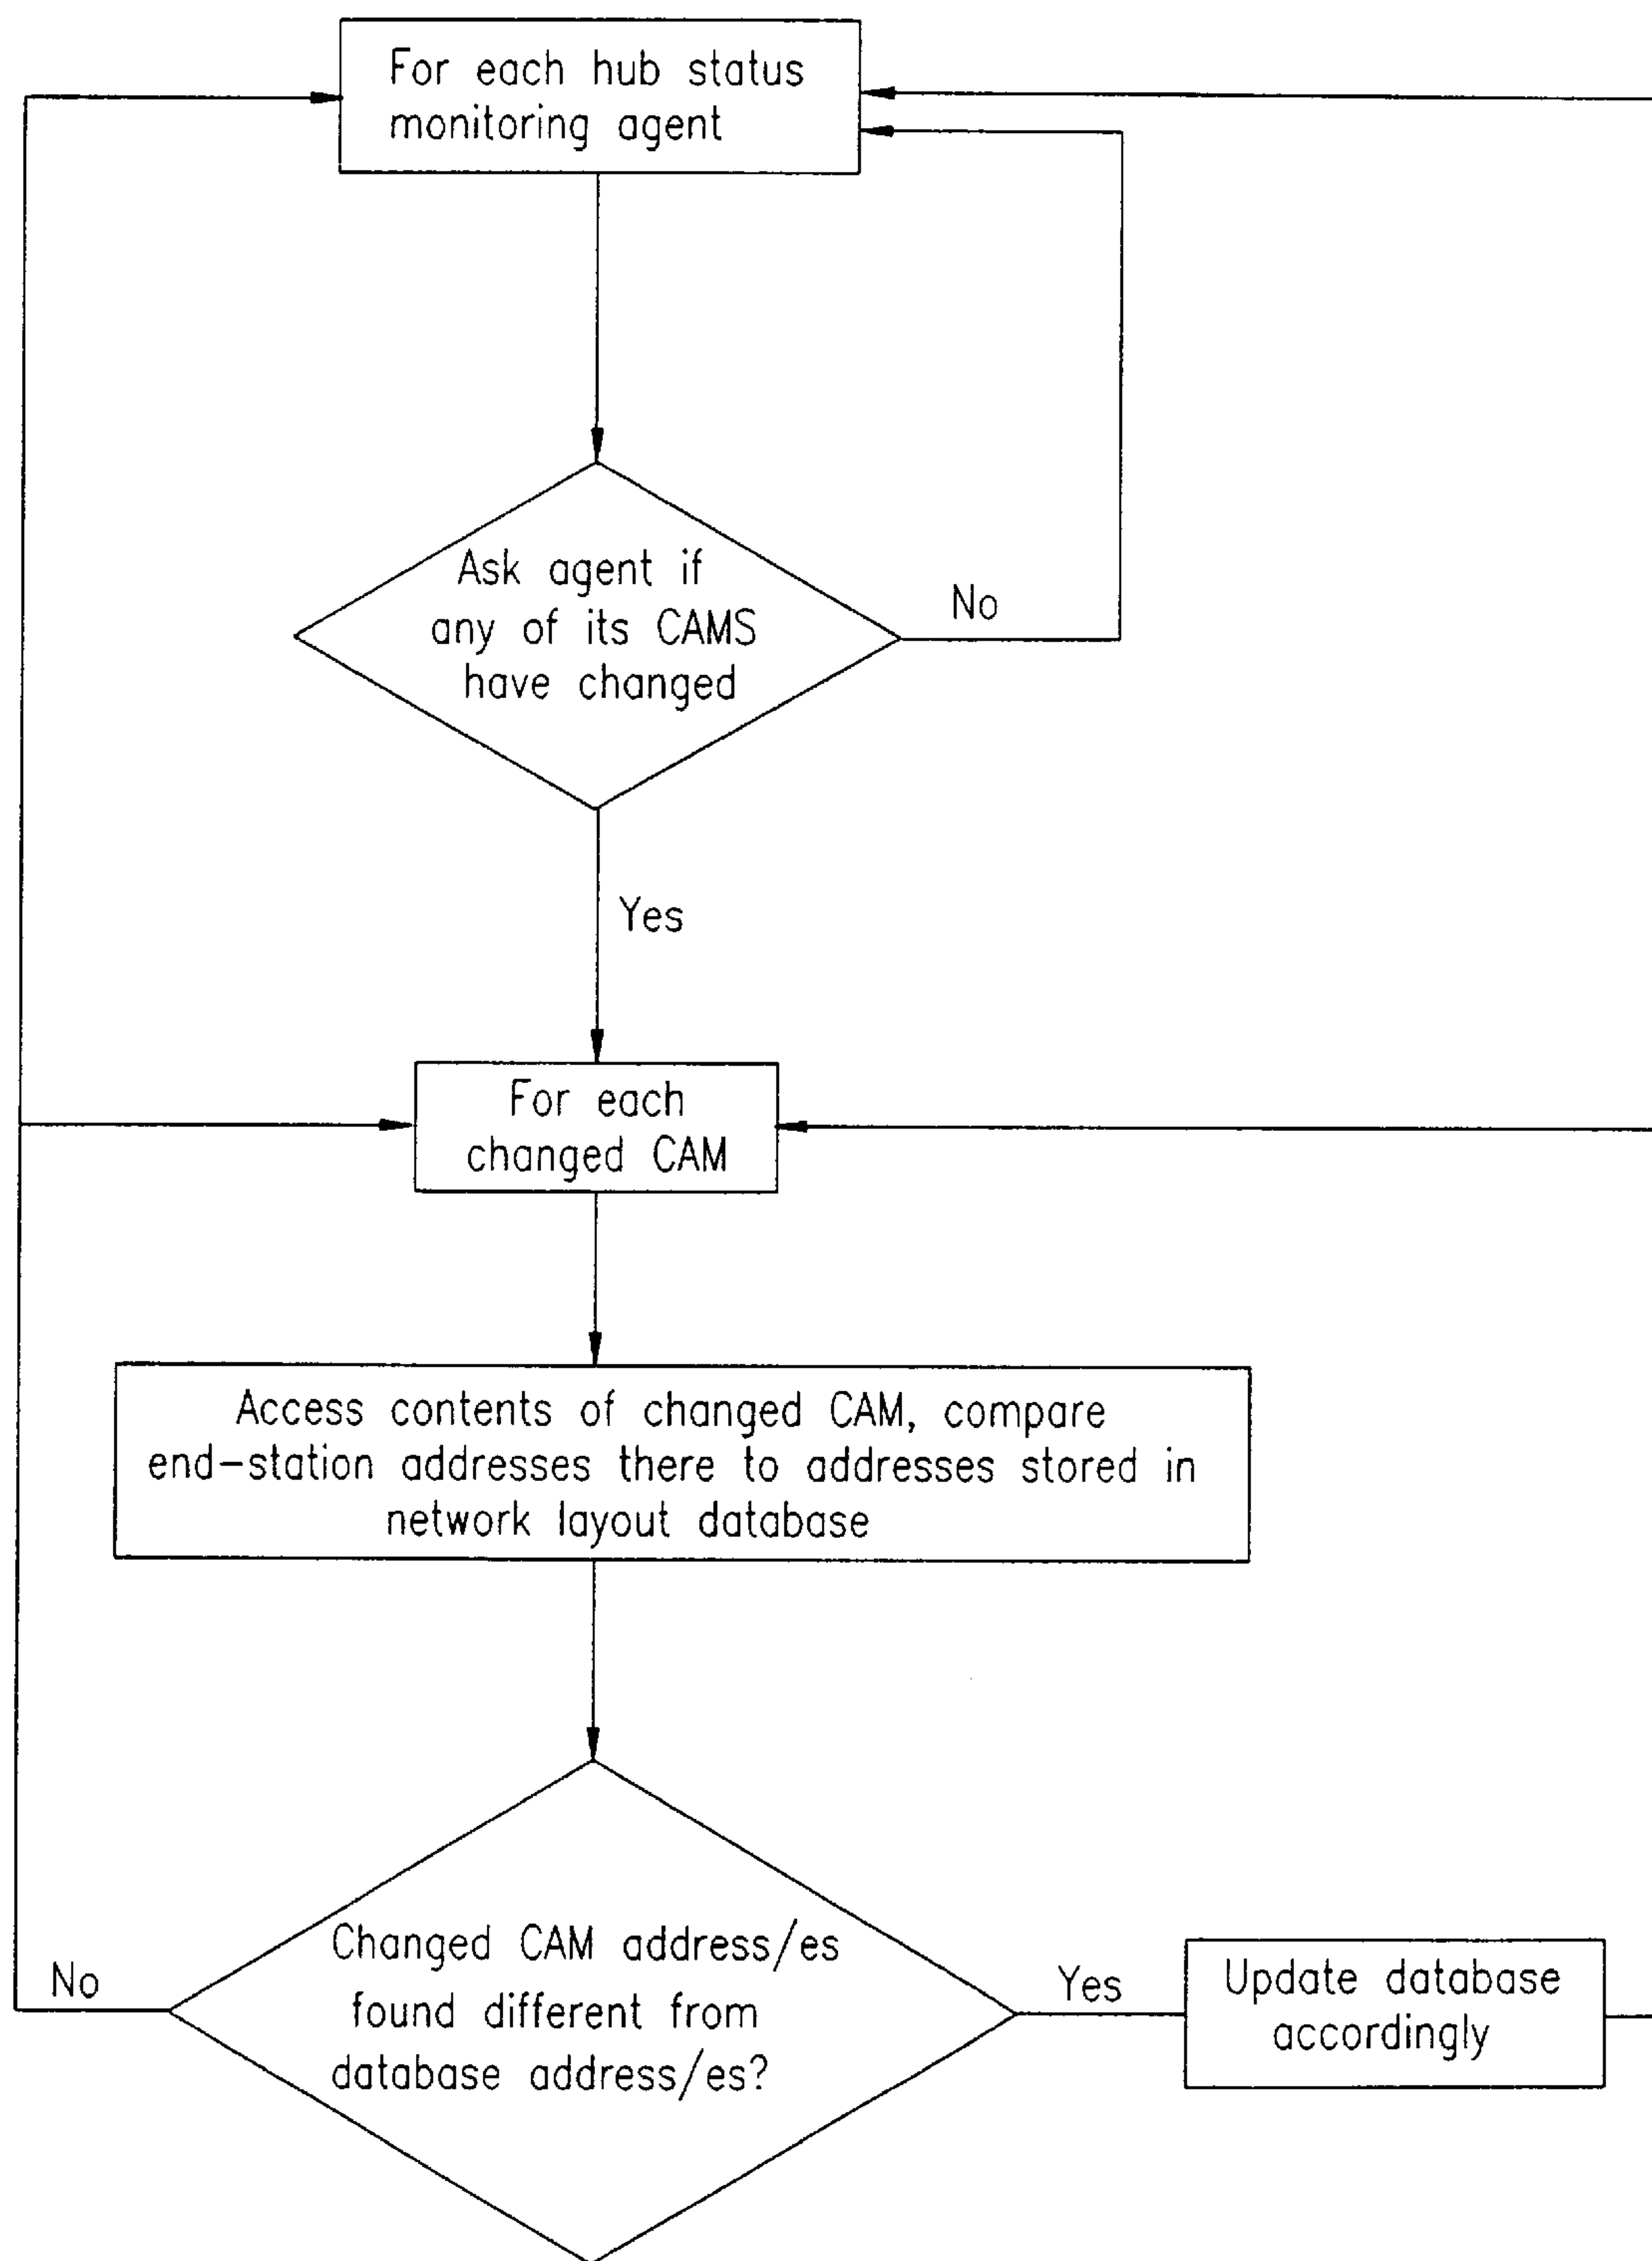 For each hub status
monitoring agent
Ask agent if
any of its CAMS
have changed
No
Yes
For each
changed CAM
Access contents of changed CAM, compare
end-station addresses there to addresses stored in
network layout database
Changed CAM address/es
found different from
database address/es?
No
Yes
Update database
accordingly